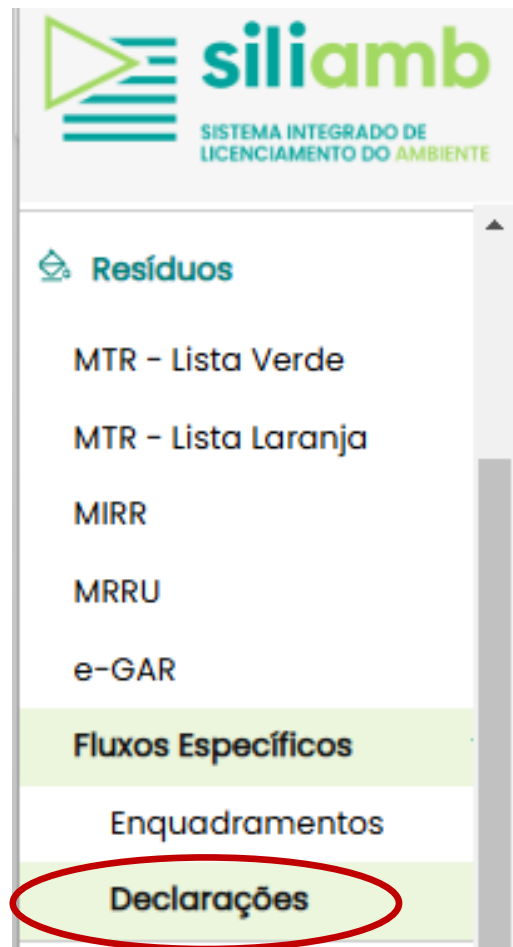 siliamb
SISTEMA INTEGRADO DE
LICENCIAMENTO DO AMBIENTE
Resíduos
MTR - Lista Verde
MTR - Lista Laranja
MIRR
MRRU
e-GAR
Fluxos Específicos
Enquadramentos
Declarações